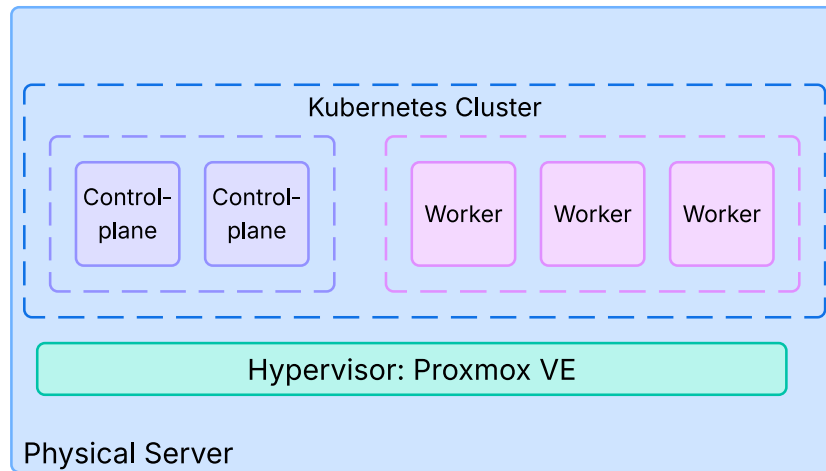 Kubernetes Cluster
Control-
plane
Control-
plane
Worker
Worker
Worker
Hypervisor: Proxmox VE
Physical Server